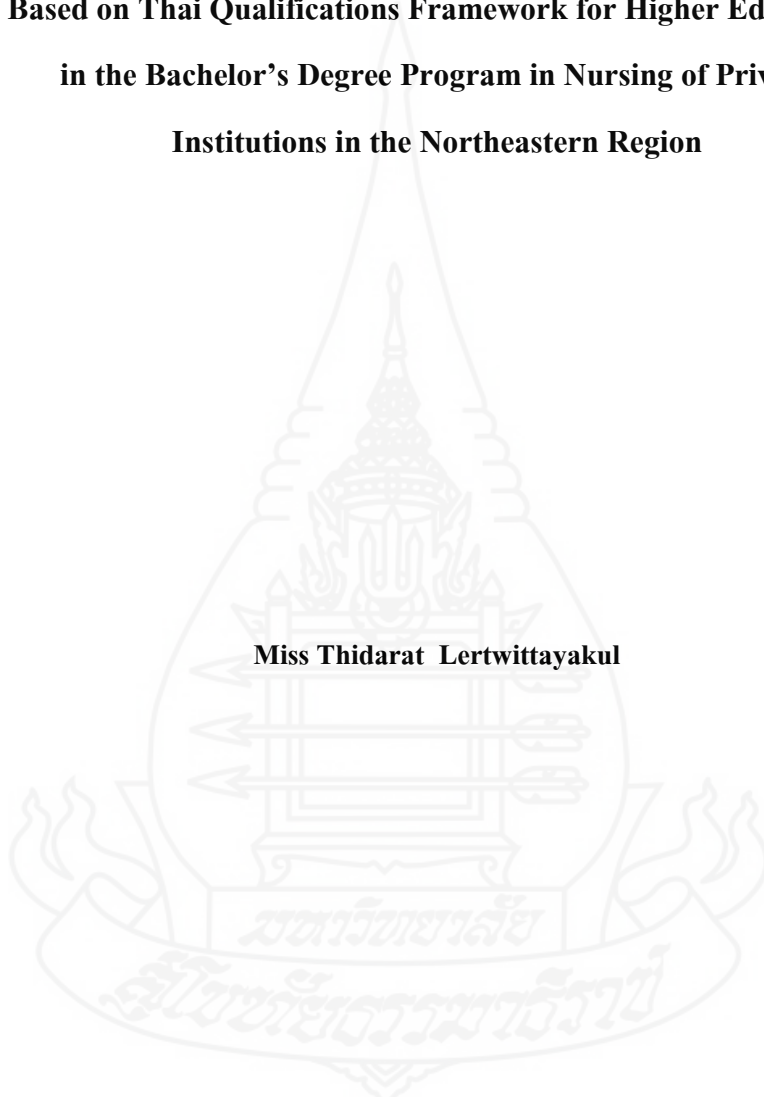 Based on Thai Qualifications Framework for Higher Ed
in the Bachelor's Degree Program in Nursing of Priv
Institutions in the Northeastern Region
Miss Thidarat Lertwittayakul
มหาวิทยาลัย
สุโขทัยธรรมาธิราช